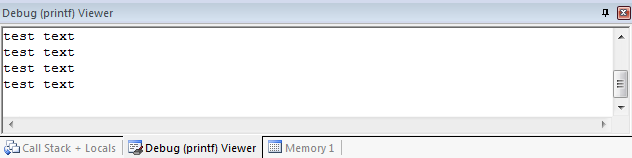 Debug (printf) Viewer
test text
test text
test text
test text
Call Stack + Locals
Debug (printf) Viewer
Memory 1